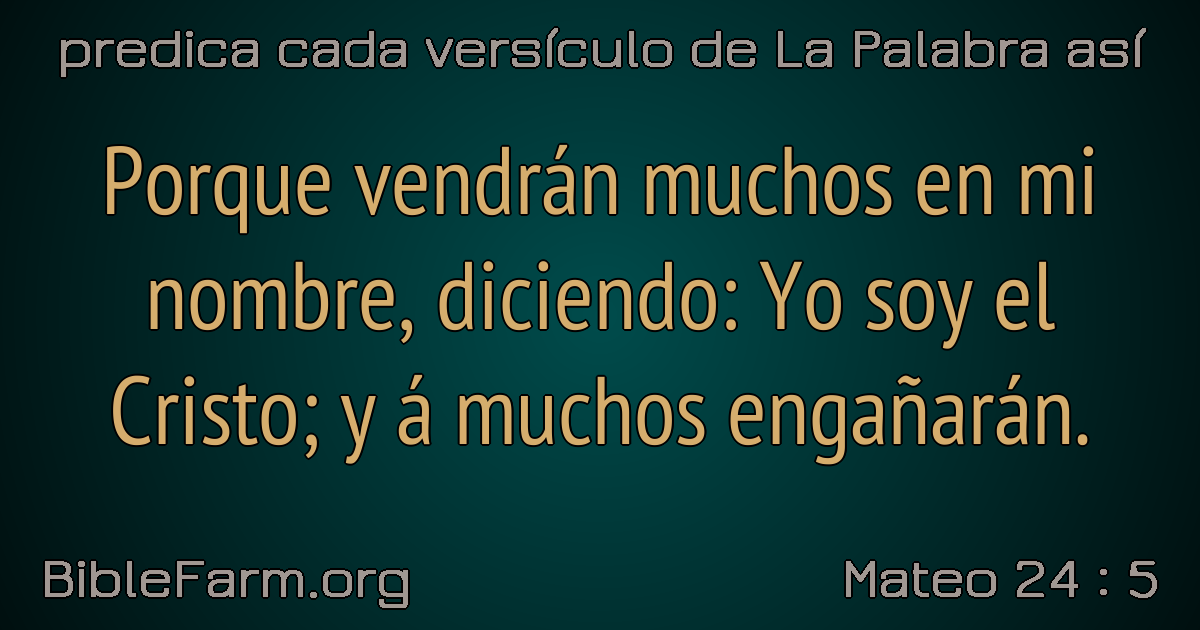 predica cada versículo de La Palabra así
Porque vendrán muchos en mi
nombre, diciendo: Yo soy el
Cristo; y á muchos engañarán.
BibleFarm.org
Mateo 24 : 5